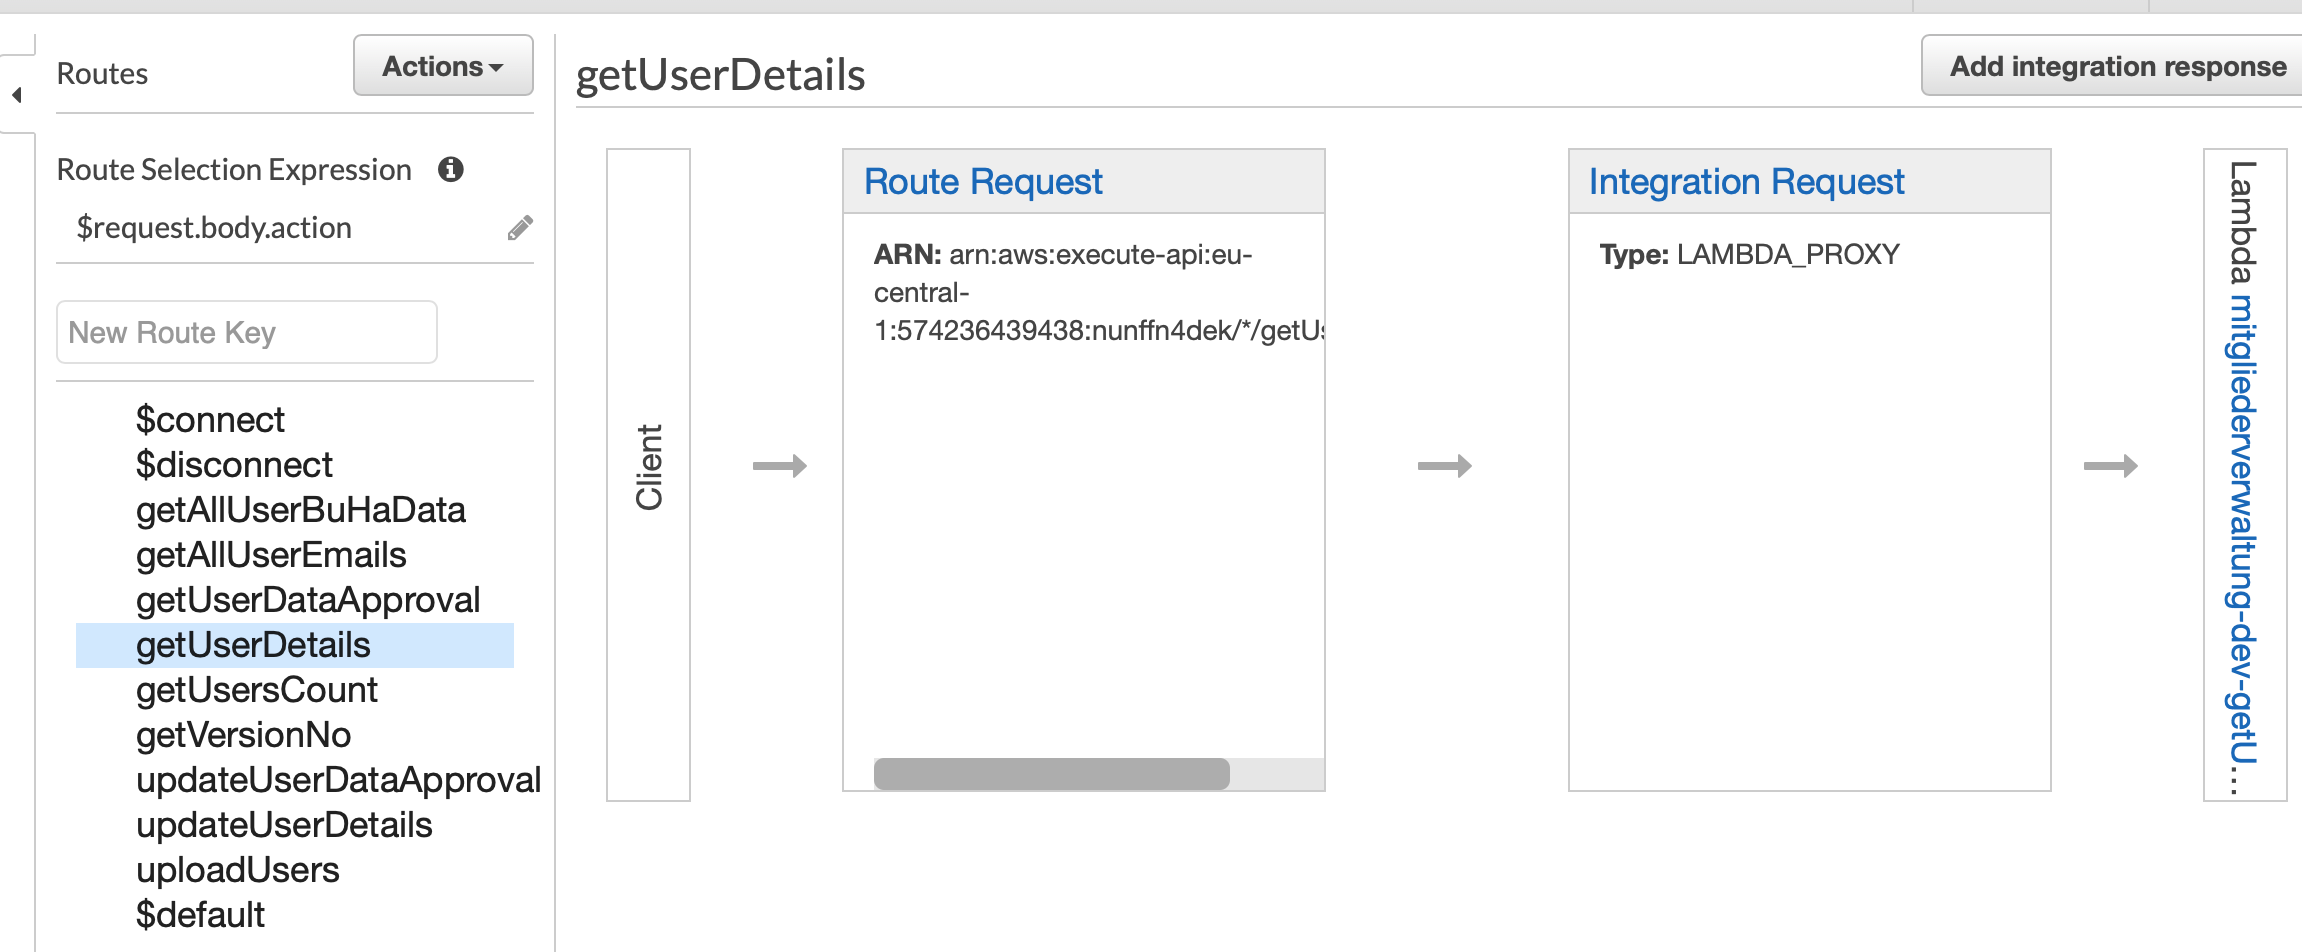 Routes
Actions
Route Selection Expression
$request.body.action
New Route Key
$connect
$disconnect
getAllUserBuHaData
getAllUserEmails
getUserDataApproval
getUserDetails
getUsersCount
getVersionNo
updateUserDataApproval
updateUserDetails
uploadUsers
$default
getUserDetails
Add integration response
Client
Route Request
ARN: arn:aws:execute-api:eu-
central-
1:574236439438:nunffn4dek/*/getUs
Integration Request
Type: LAMBDA_PROXY
Lambda mitgliederverwaltung-dev-getU...